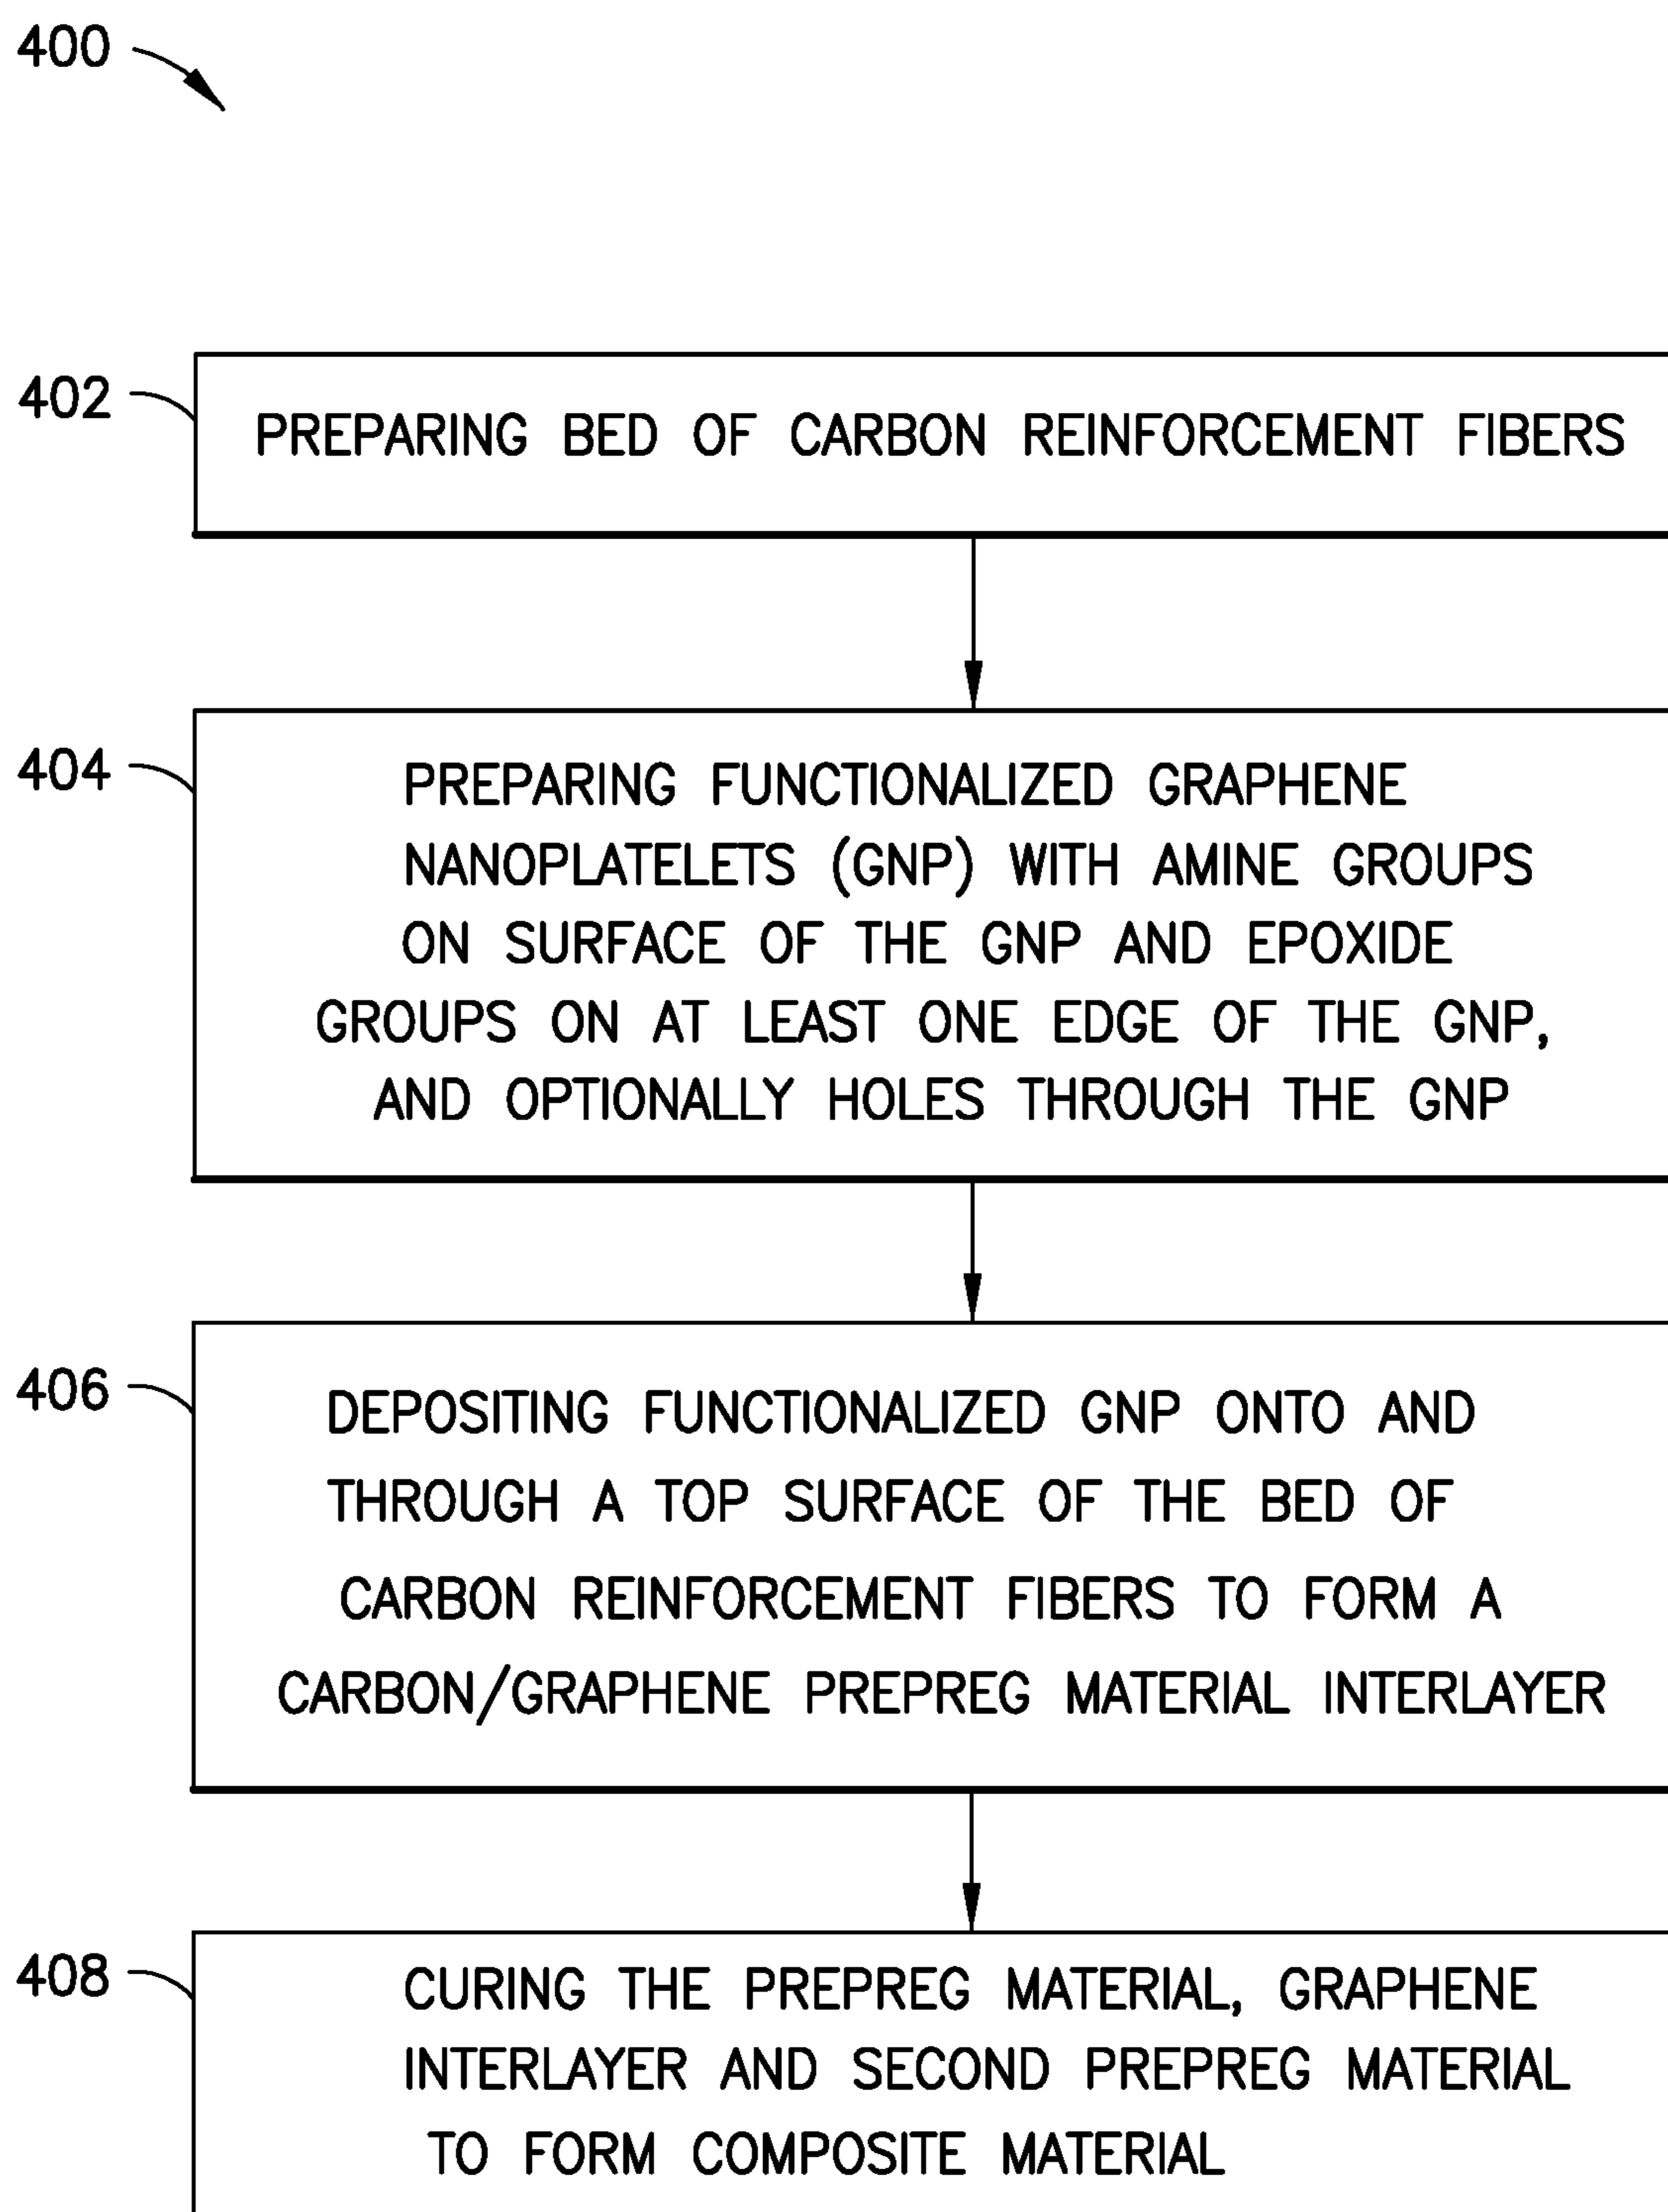 400
402
PREPARING BED OF CARBON REINFORCEMENT FIBERS
404
PREPARING FUNCTIONALIZED GRAPHENE
NANOPLATELETS (GNP) WITH AMINE GROUPS
ON SURFACE OF THE GNP AND EPOXIDE
GROUPS ON AT LEAST ONE EDGE OF THE GNP,
AND OPTIONALLY HOLES THROUGH THE GNP
406
DEPOSITING FUNCTIONALIZED GNP ONTO AND
THROUGH A TOP SURFACE OF THE BED OF
CARBON REINFORCEMENT FIBERS TO FORM A
CARBON/GRAPHENE PREPREG MATERIAL INTERLAYER
408
CURING THE PREPREG MATERIAL, GRAPHENE
INTERLAYER AND SECOND PREPREG MATERIAL
TO FORM COMPOSITE MATERIAL